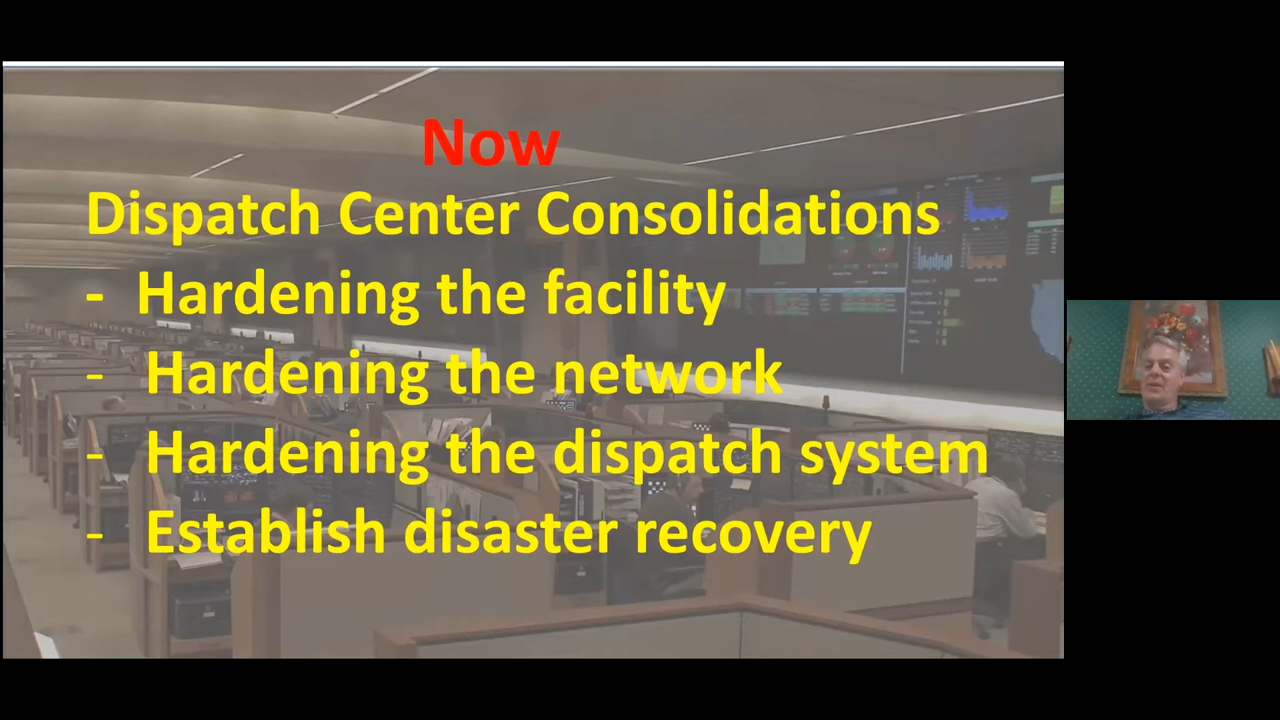 Now
Dispatch Center Consolidations
- Hardening the facility
- Hardening the network
- Hardening the dispatch system
- Establish disaster recovery